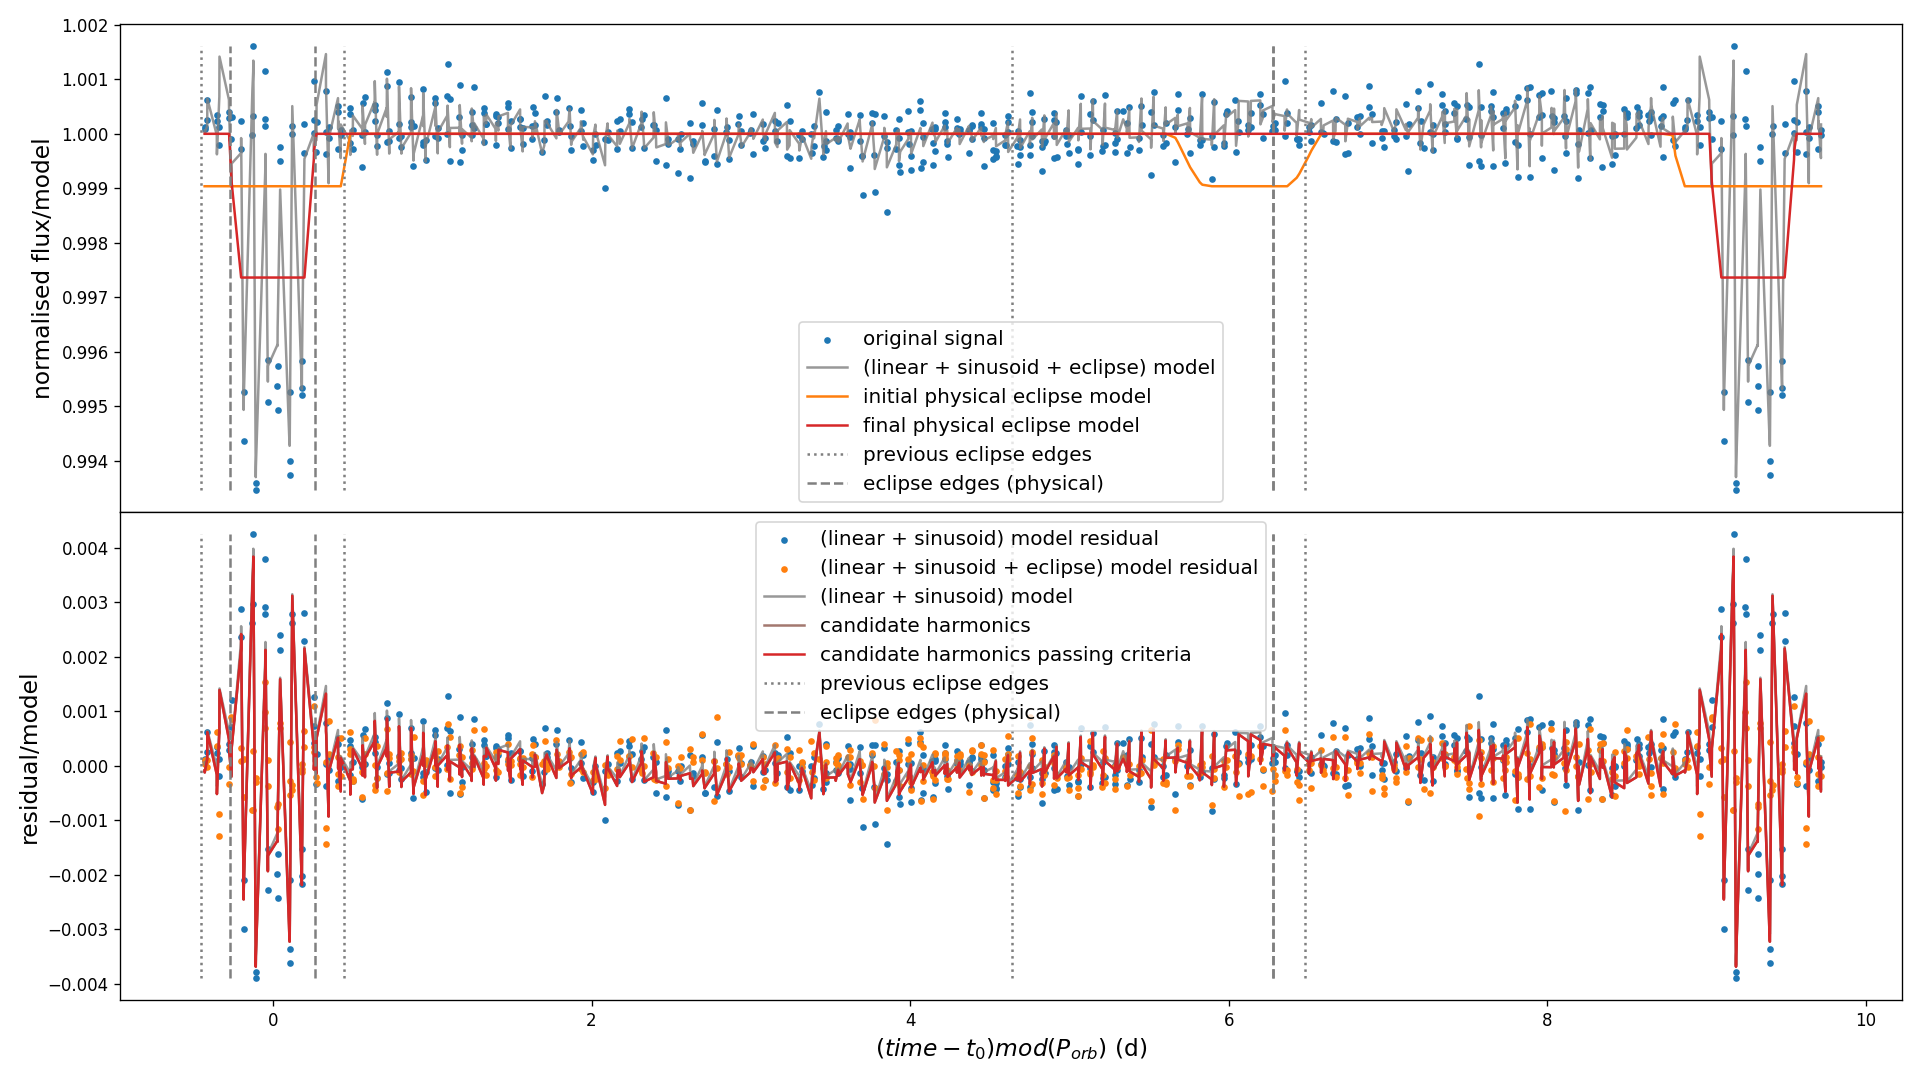 1.002
1.001
1.000
0.999
0.998
0.997
0.996
0.995
0.994
normalised flux/model
original signal
(linear + sinusoid + eclipse) model
initial physical eclipse model
final physical eclipse model
previous eclipse edges
eclipse edges (physical)
0.004
0.003
0.002
0.001
0.000
−0.001
−0.002
−0.003
−0.004
residual/model
(linear + sinusoid) model residual
(linear + sinusoid + eclipse) model residual
(linear + sinusoid) model
candidate harmonics
candidate harmonics passing criteria
previous eclipse edges
eclipse edges (physical)
0 2 4 6 8 10
(time − t₀)mod(P_orb) (d)